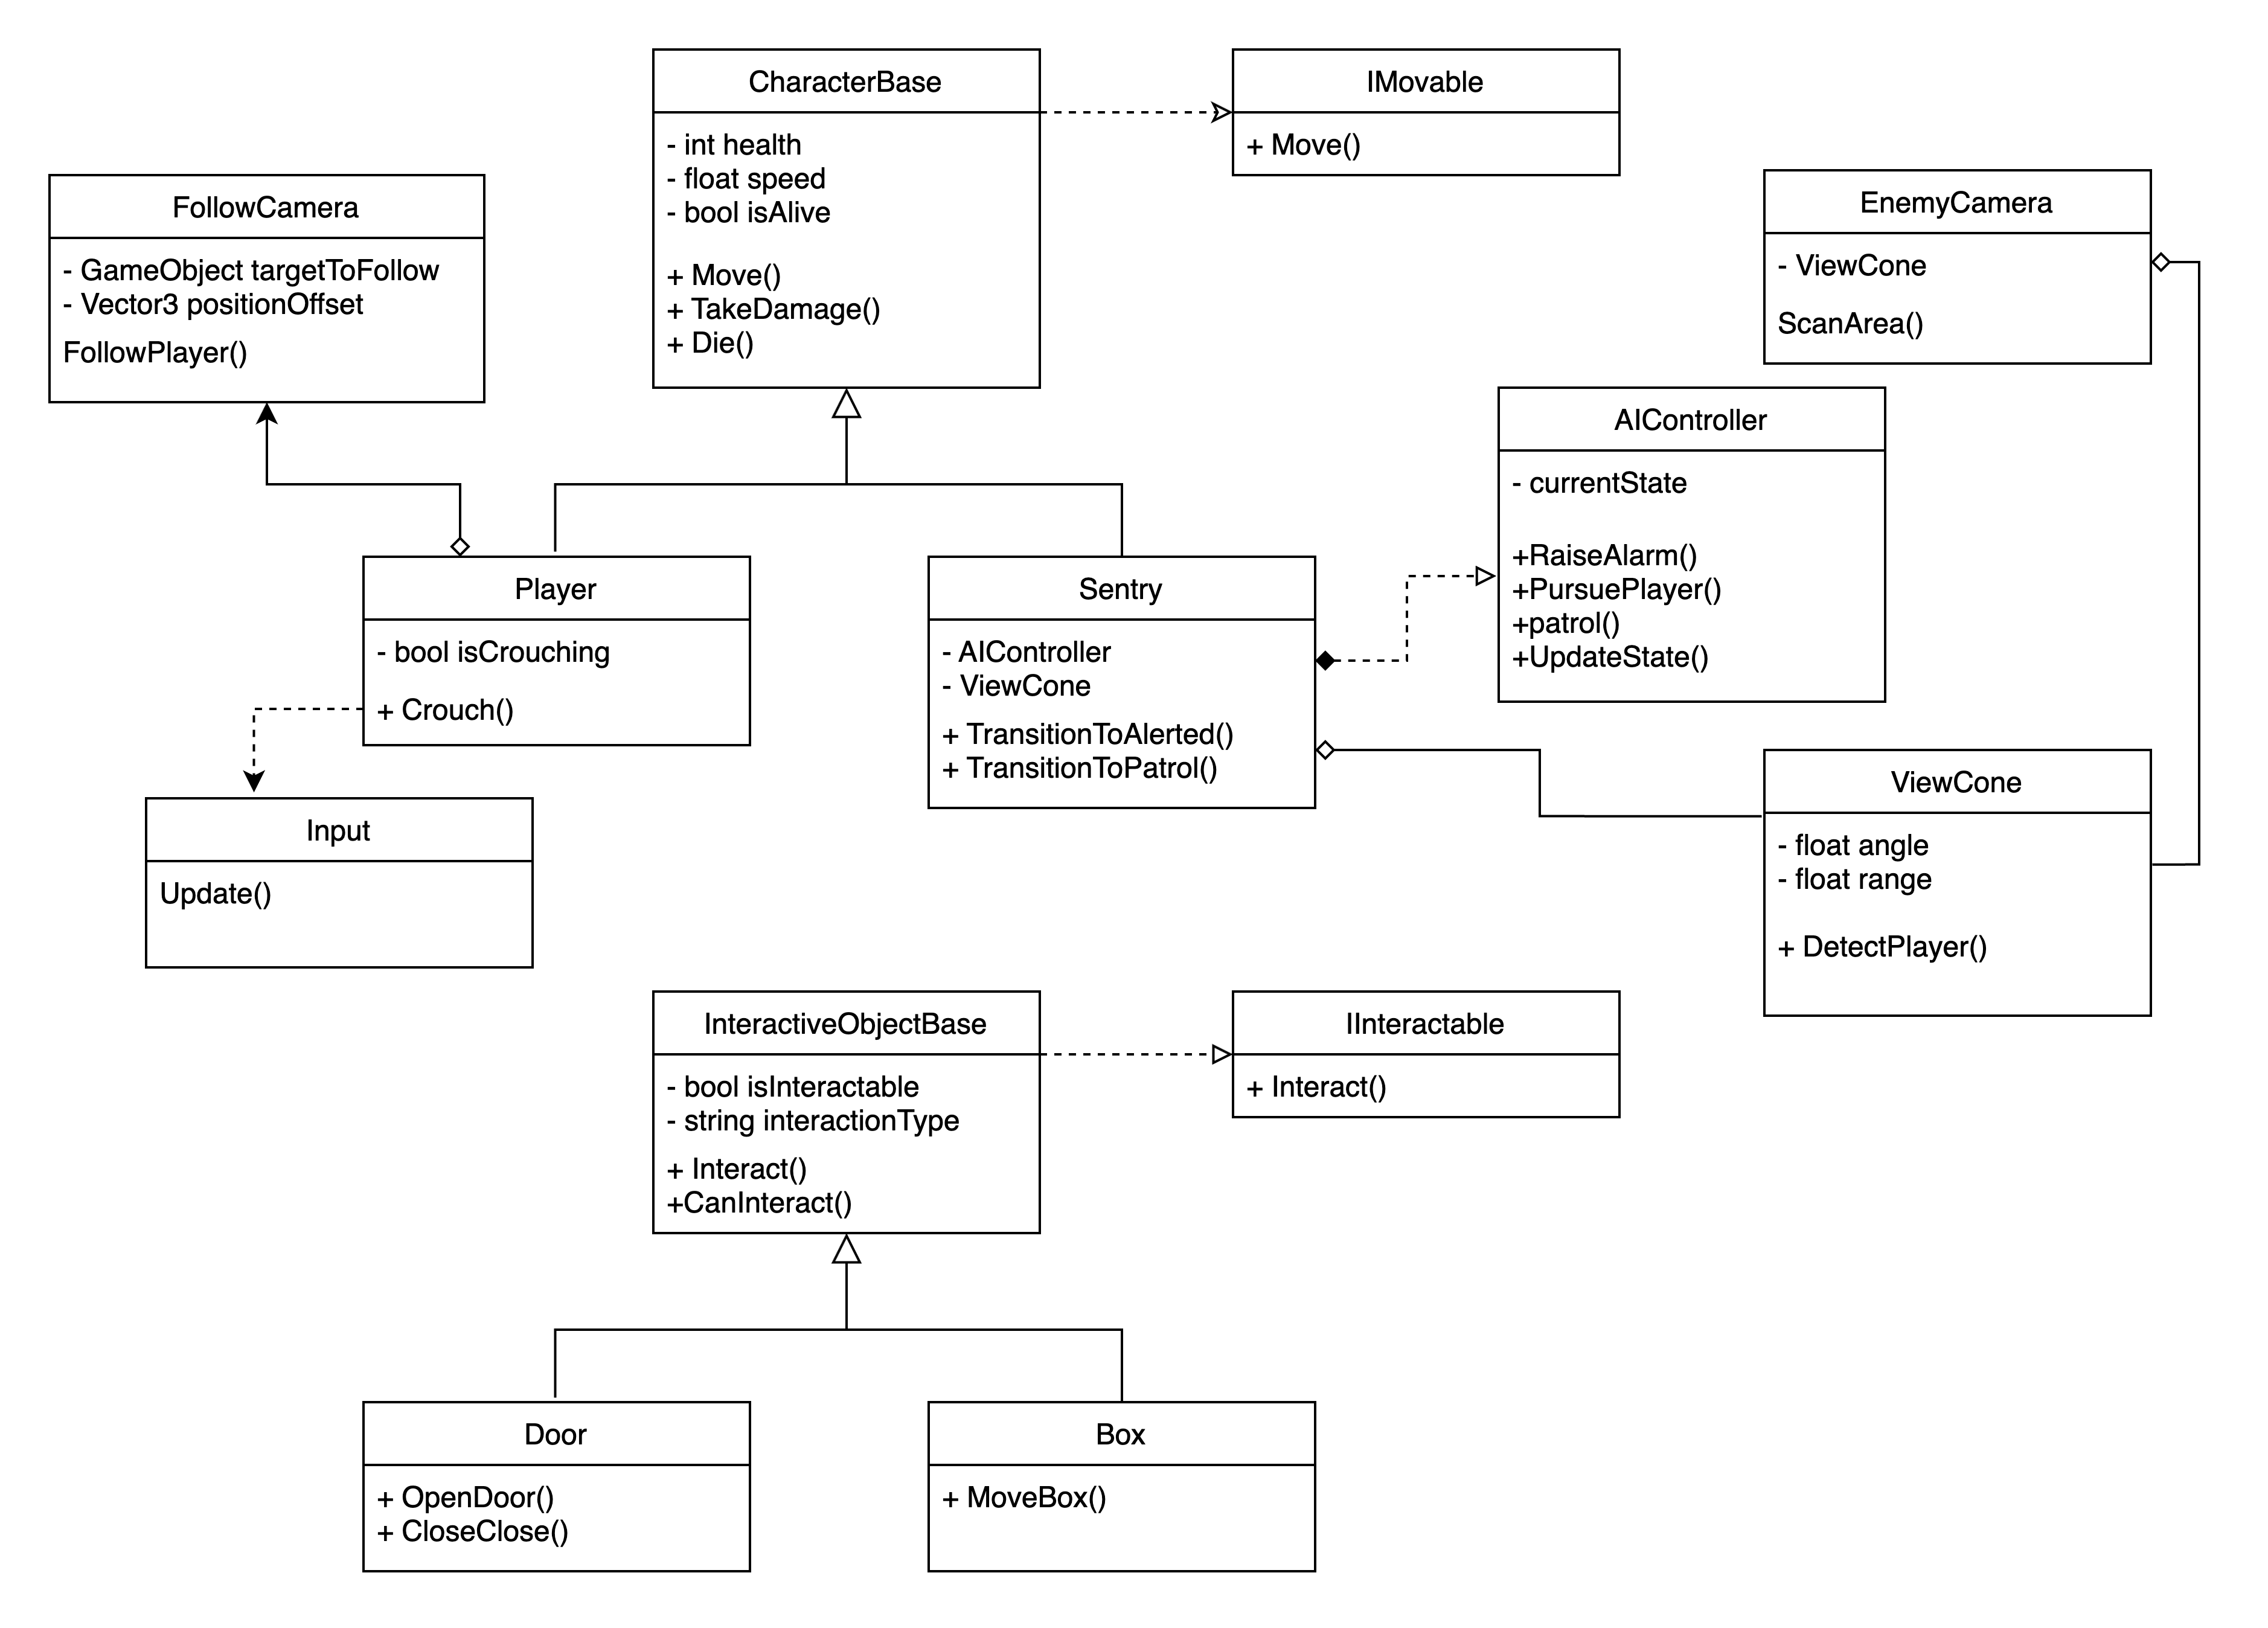 CharacterBase
- int health
- float speed
- bool isAlive
+ Move()
+ TakeDamage()
+ Die()
IMovable
+ Move()
FollowCamera
- GameObject targetToFollow
- Vector3 positionOffset
FollowPlayer()
EnemyCamera
- ViewCone
ScanArea()
AIController
- currentState
+RaiseAlarm()
+PursuePlayer()
+patrol()
+UpdateState()
Player
- bool isCrouching
+ Crouch()
Sentry
- AIController
- ViewCone
+ TransitionToAlerted()
+ TransitionToPatrol()
Input
Update()
ViewCone
- float angle
- float range
+ DetectPlayer()
InteractiveObjectBase
- bool isInteractable
- string interactionType
+ Interact()
+CanInteract()
IInteractable
+ Interact()
Door
+ OpenDoor()
+ CloseClose()
Box
+ MoveBox()